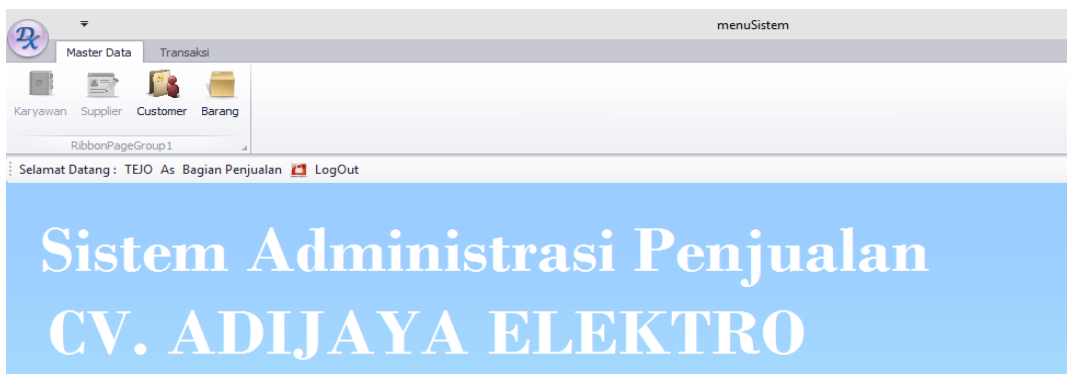 menuSistem
Master Data Transaksi
Karyawan Supplier Customer Barang
RibbonPageGroup1
Selamat Datang : TEJO As Bagian Penjualan LogOut
Sistem Administrasi Penjualan
CV. ADIJAYA ELEKTRO